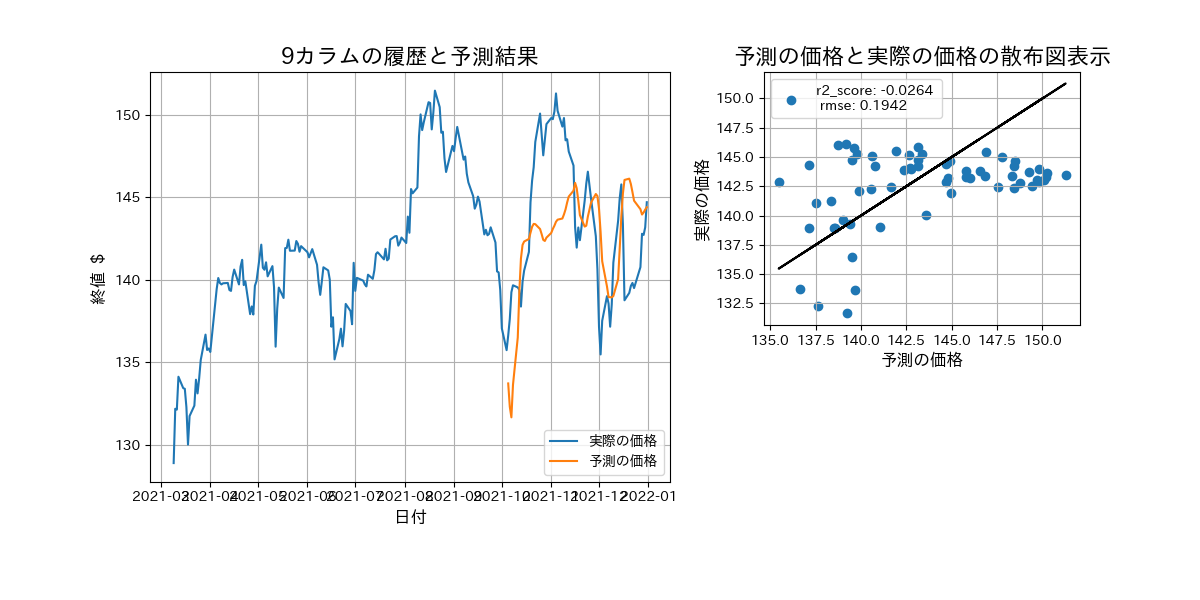 9カラムの履歴と予測結果
150
145
140
135
130
終値 $
2021-03 2021-04 2021-05 2021-06 2021-07 2021-08 2021-09 2021-10 2021-11 2021-12 2022-01
日付
実際の価格
予測の価格
予測の価格と実際の価格の散布図表示
r2_score: -0.0264
rmse: 0.1942
150.0
147.5
145.0
142.5
140.0
137.5
135.0
132.5
実際の価格
135.0 137.5 140.0 142.5 145.0 147.5 150.0
予測の価格